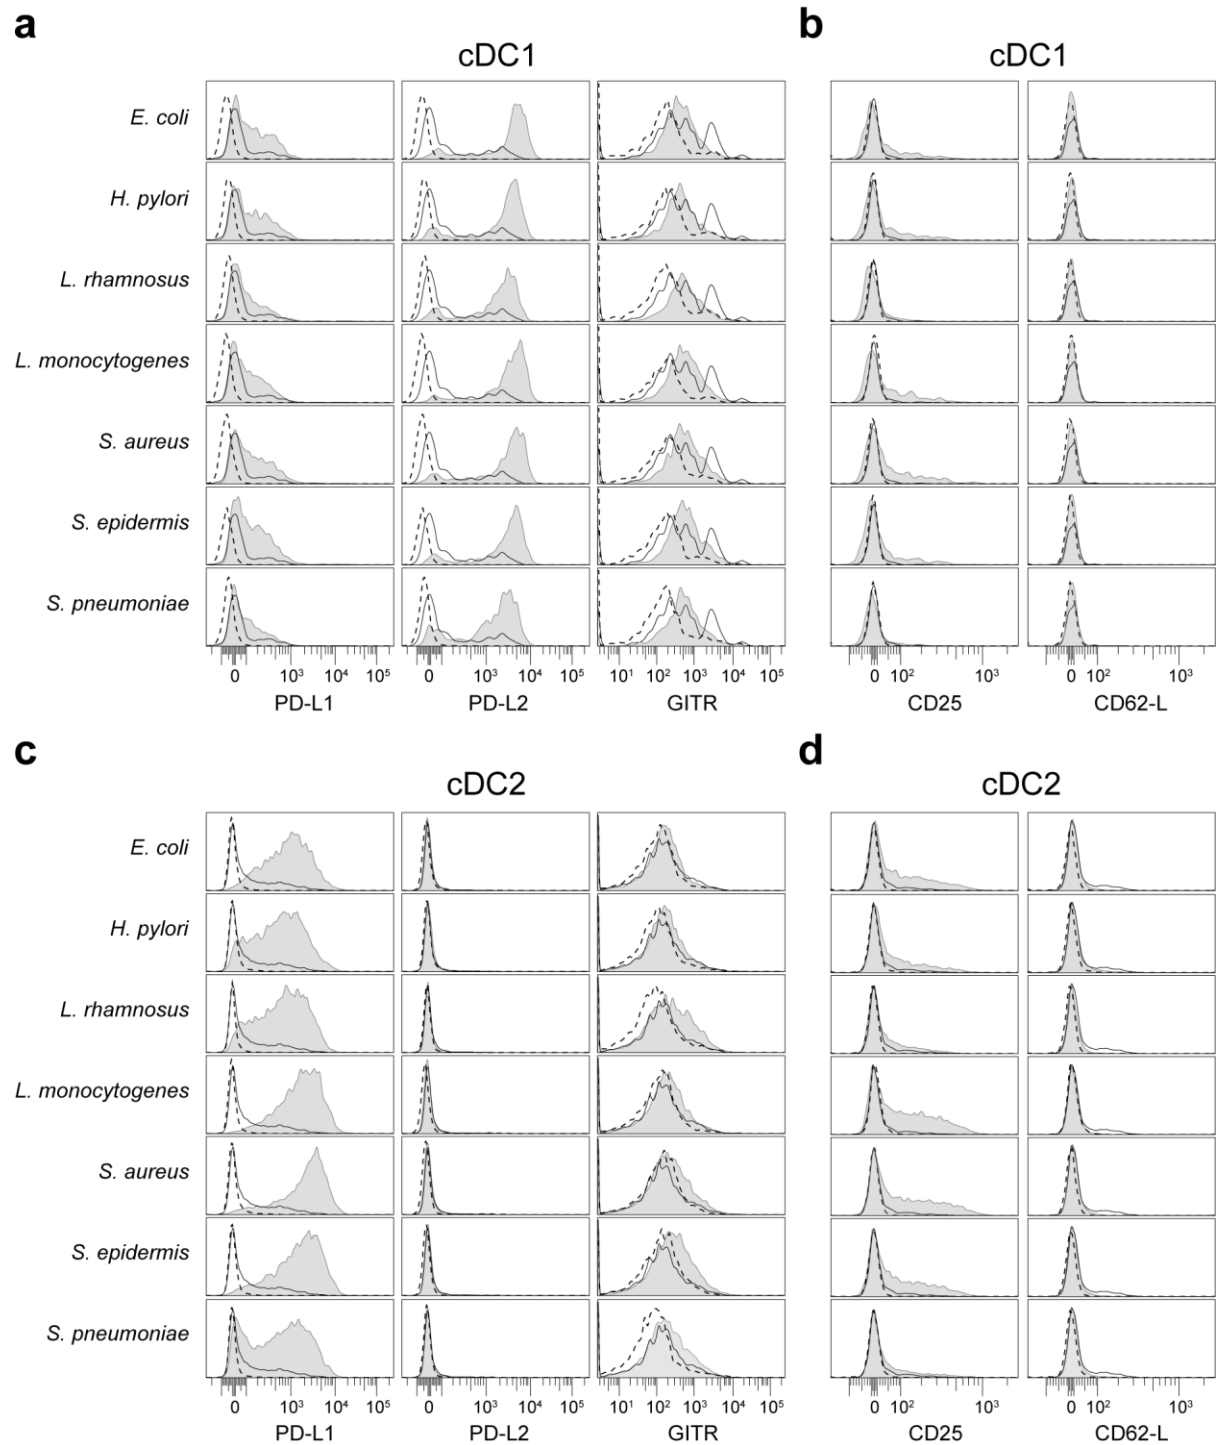 a
b
cDC1
cDC1
E. coli
H. pylori
L. rhamnosus
L. monocytogenes
S. aureus
S. epidermis
S. pneumoniae
0 10³ 10⁴ 10⁵
0 10³ 10⁴ 10⁵
10¹ 10² 10³ 10⁴ 10⁵
0 10² 10³
0 10² 10³
PD-L1
PD-L2
GITR
CD25
CD62-L
c
d
cDC2
cDC2
E. coli
H. pylori
L. rhamnosus
L. monocytogenes
S. aureus
S. epidermis
S. pneumoniae
0 10³ 10⁴ 10⁵
0 10³ 10⁴ 10⁵
10¹ 10² 10³ 10⁴ 10⁵
0 10² 10³
0 10² 10³
PD-L1
PD-L2
GITR
CD25
CD62-L